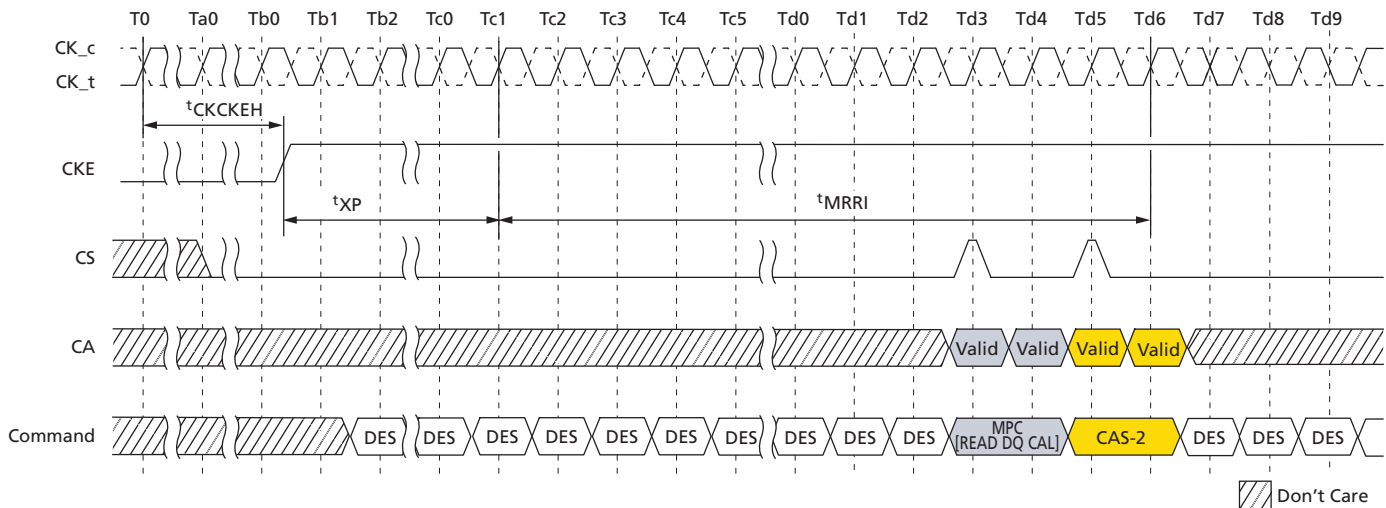 T0 Ta0 Tb0 Tb1 Tb2 Tc0 Tc1 Tc2 Tc3 Tc4 Tc5 Td0 Td1 Td2 Td3 Td4 Td5 Td6 Td7 Td8 Td9
CK_c
CK_t
tCKCKEH
CKE
tXP tMRRI
CS
CA Valid Valid Valid Valid
Command DES DES DES DES DES DES DES DES DES DES MPC [READ DQ CAL] CAS-2 DES DES DES
Don't Care